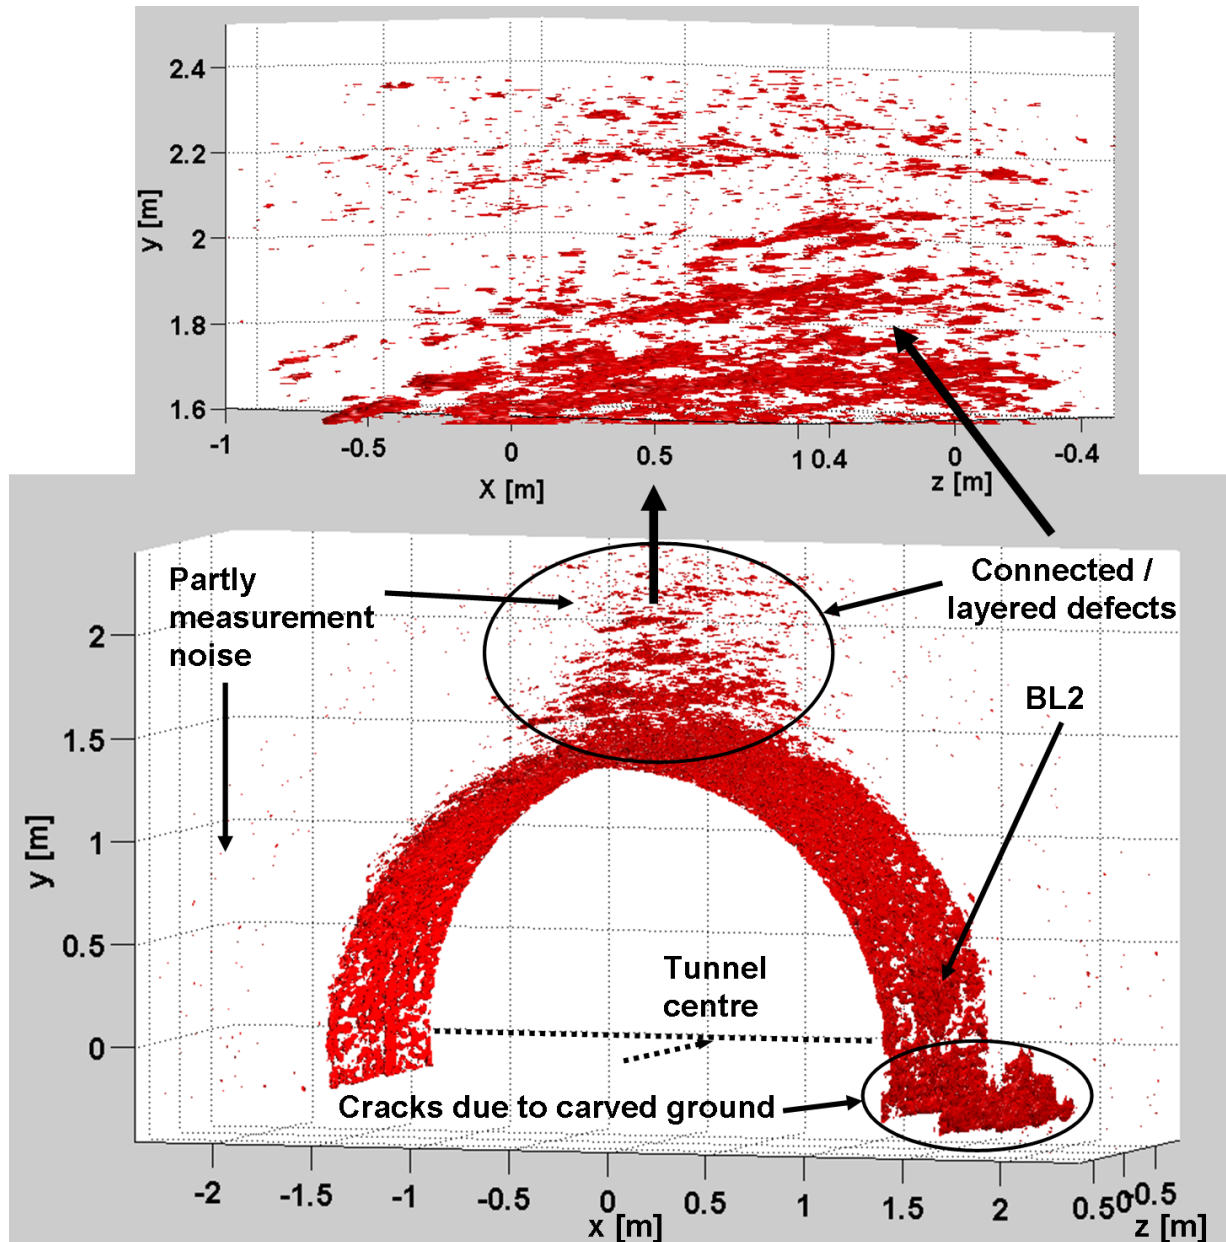 2.4
2.2
2
1.8
1.6
y [m]
-1
-0.5
0
0.5
1
0.4
0
-0.4
X [m]
z [m]
Partly
measurement
noise
Connected /
layered defects
BL2
Tunnel
centre
Cracks due to carved ground
2
1.5
1
0.5
0
y [m]
-2
-1.5
-1
-0.5
0
0.5
1
1.5
2
0.5
0
-0.5
x [m]
z [m]